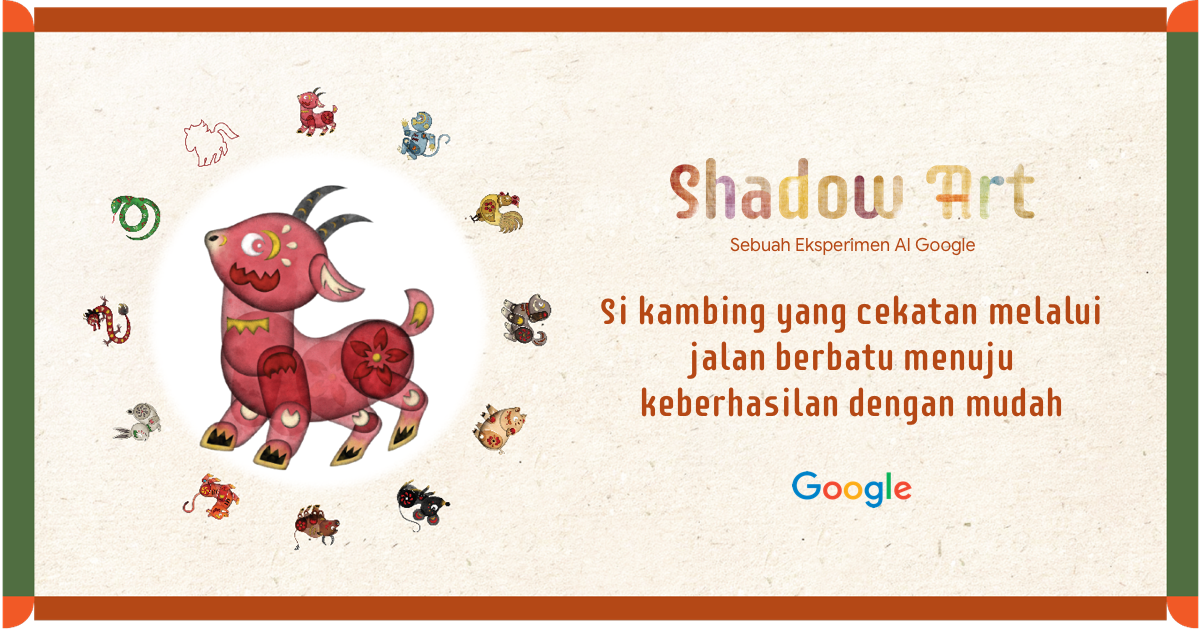 Shadow Art
Sebuah Eksperimen AI Google
Si kambing yang cekatan melalui
jalan berbatu menuju
keberhasilan dengan mudah
Google